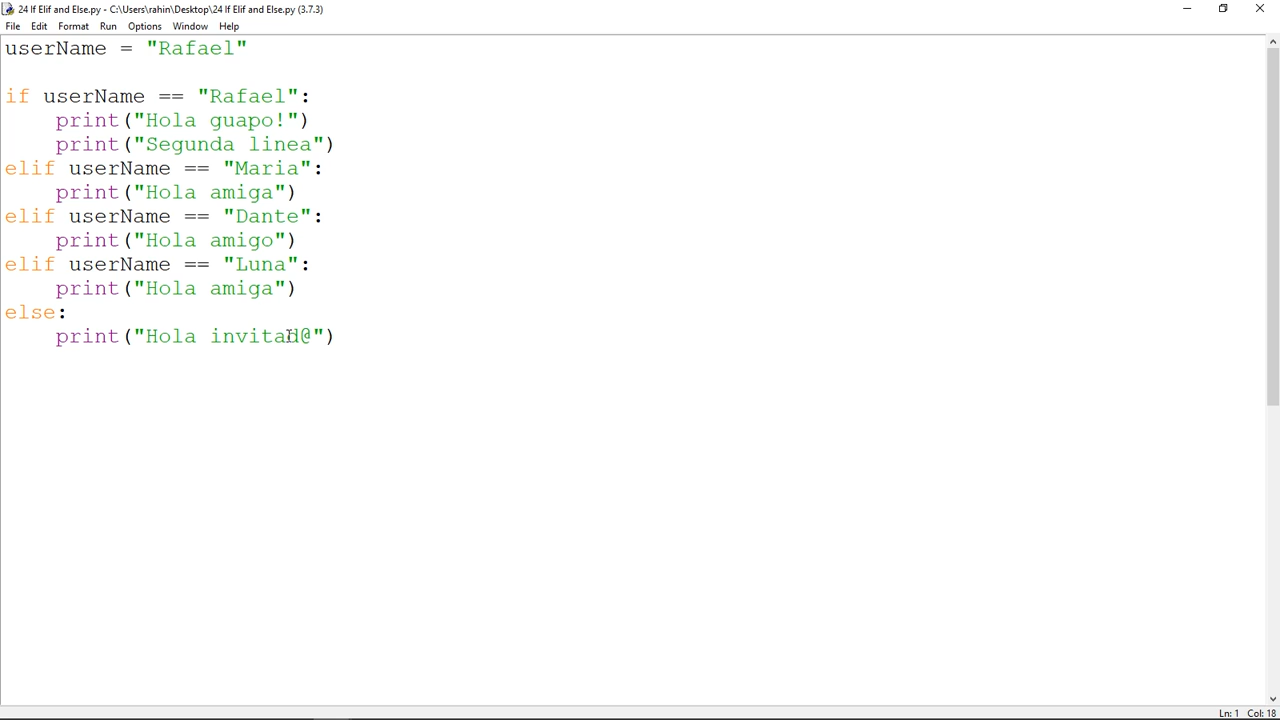 24 If Elif and Else.py - C:\Users\rahin\Desktop\24 If Elif and Else.py (3.7.3)
File Edit Format Run Options Window Help
userName = "Rafael"
if userName == "Rafael":
    print("Hola guapo!")
    print("Segunda linea")
elif userName == "Maria":
    print("Hola amiga")
elif userName == "Dante":
    print("Hola amigo")
elif userName == "Luna":
    print("Hola amiga")
else:
    print("Hola invitad@")
Ln: 1 Col: 18